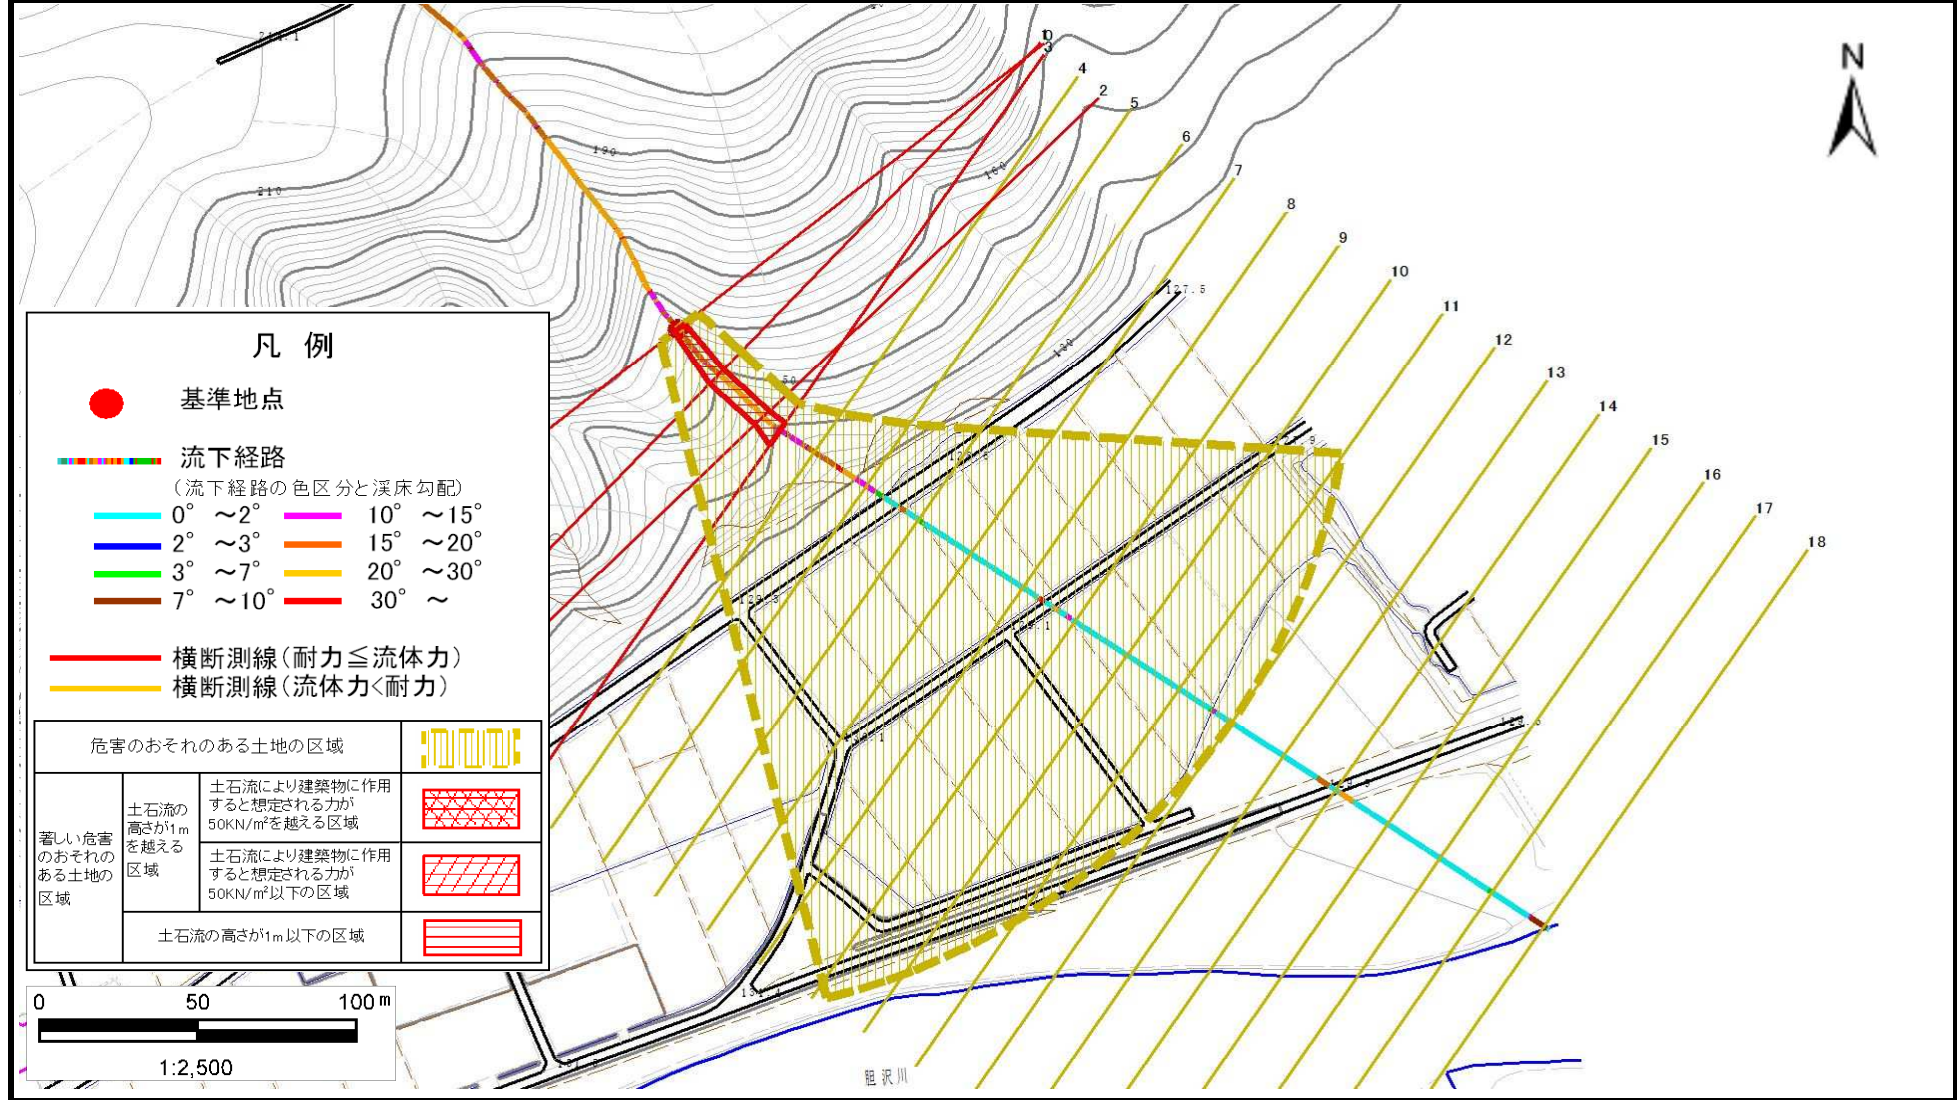 N
0
3
4
2
5
6
7
8
9
10
11
12
13
14
15
16
17
18
190
210
160
130
127.5
凡 例
基準地点
流下経路
(流下経路の色区分と渓床勾配)
0° ～2° 10° ～15°
2° ～3° 15° ～20°
3° ～7° 20° ～30°
7° ～10° 30° ～
横断測線(耐力≦流体力)
横断測線(流体力<耐力)
危害のおそれのある土地の区域
著しい危害
のおそれの
ある土地の
区域
土石流の
高さが1m
を越える
区域
土石流により建築物に作用
すると想定される力が
50KN/㎡を越える区域
土石流により建築物に作用
すると想定される力が
50KN/㎡以下の区域
土石流の高さが1m以下の区域
0 50 100m
1:2,500
131.4
胆沢川